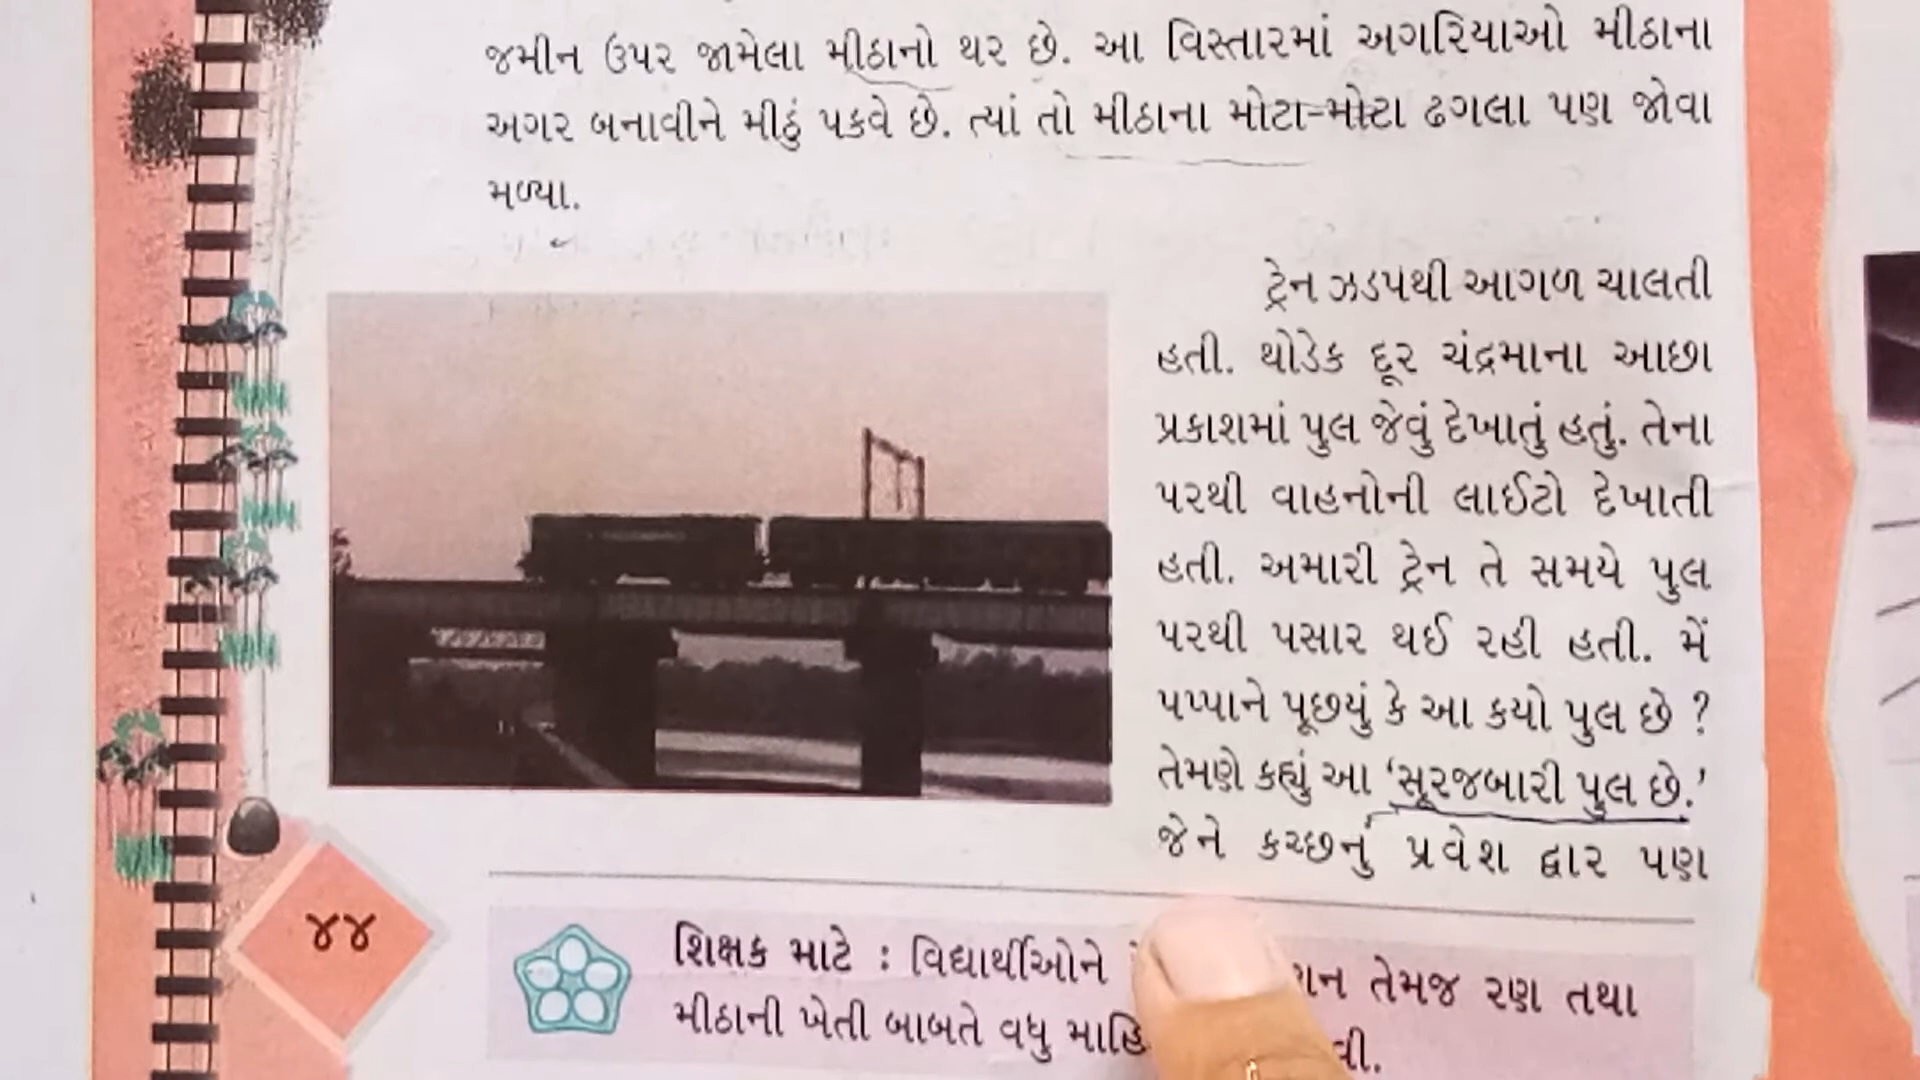 જમીન ઉપર જામેલા મીઠાનો થર છે. આ વિસ્તારમાં અગરિયાઓ મીઠાના
અગર બનાવીને મીઠું પકવે છે. ત્યાં તો મીઠાના મોટા-મોટા ઢગલા પણ જોવા
મળ્યા.
ટ્રેન ઝડપથી આગળ ચાલતી
હતી. થોડેક દૂર ચંદ્રમાના આછા
પ્રકાશમાં પુલ જેવું દેખાતું હતું. તેના
પરથી વાહનોની લાઈટો દેખાતી
હતી. અમારી ટ્રેન તે સમયે પુલ
પરથી પસાર થઈ રહી હતી. મેં
પપ્પાને પૂછયું કે આ કયો પુલ છે ?
તેમણે કહ્યું આ ‘સૂરજબારી પુલ છે.’
જેને કચ્છનું પ્રવેશ દ્વાર પણ
૪૪
શિક્ષક માટે : વિદ્યાર્થીઓને તેમજ રણ તથા
મીઠાની ખેતી બાબતે વધુ